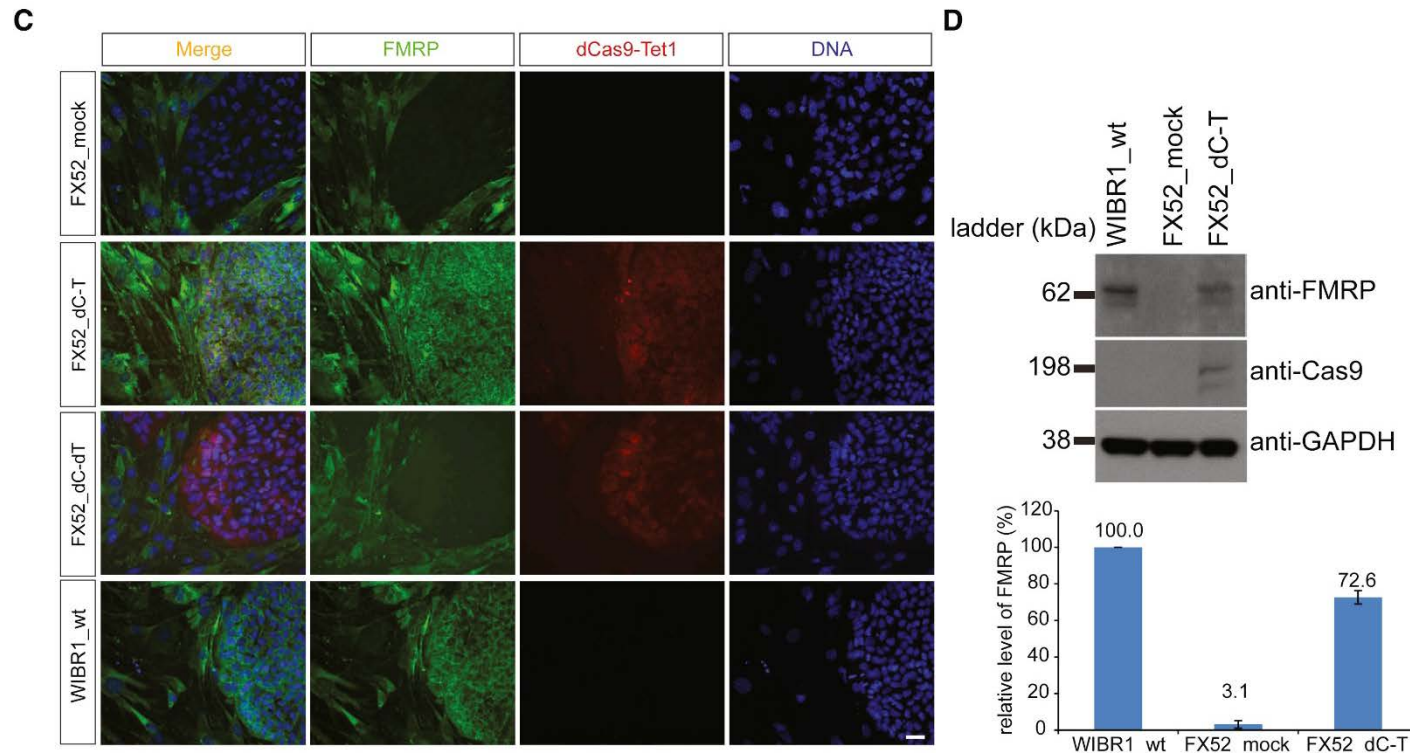 C
Merge FMRP dCas9-Tet1 DNA
FX52_mock
FX52_dC-T
FX52_dC-dT
WIBR1_wt
D
WIBR1_wt
FX52_mock
FX52_dC-T
ladder (kDa)
62 anti-FMRP
198 anti-Cas9
38 anti-GAPDH
relative level of FMRP (%)
120
100
80
60
40
20
0
100.0
3.1
72.6
WIBR1_wt FX52_mock FX52_dC-T